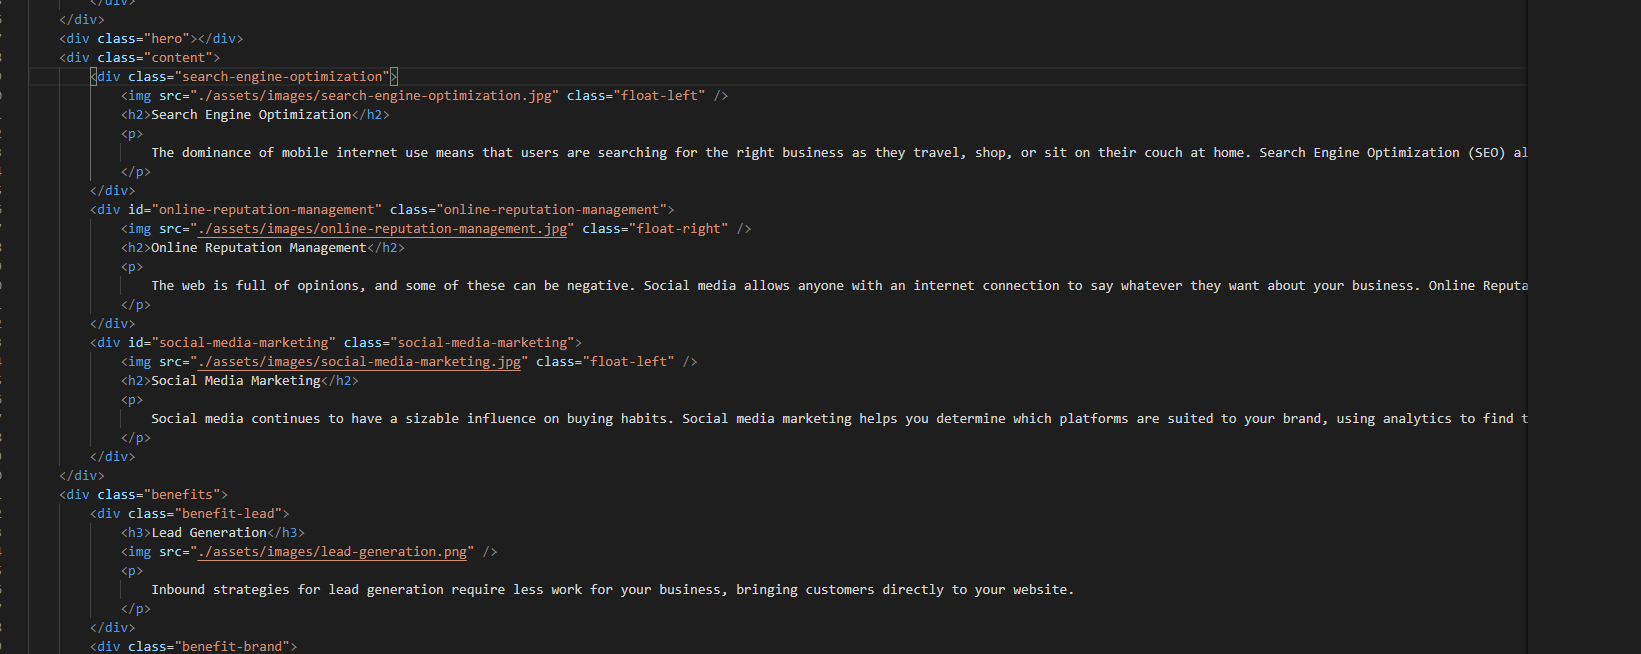 </div>
</div>
<div class="hero"></div>
<div class="content">
<div class="search-engine-optimization">
<img src="./assets/images/search-engine-optimization.jpg" class="float-left" />
<h2>Search Engine Optimization</h2>
<p>
The dominance of mobile internet use means that users are searching for the right business as they travel, shop, or sit on their couch at home. Search Engine Optimization (SEO) al
</p>
</div>
<div id="online-reputation-management" class="online-reputation-management">
<img src="./assets/images/online-reputation-management.jpg" class="float-right" />
<h2>Online Reputation Management</h2>
<p>
The web is full of opinions, and some of these can be negative. Social media allows anyone with an internet connection to say whatever they want about your business. Online Reputa
</p>
</div>
<div id="social-media-marketing" class="social-media-marketing">
<img src="./assets/images/social-media-marketing.jpg" class="float-left" />
<h2>Social Media Marketing</h2>
<p>
Social media continues to have a sizable influence on buying habits. Social media marketing helps you determine which platforms are suited to your brand, using analytics to find t
</p>
</div>
</div>
<div class="benefits">
<div class="benefit-lead">
<h3>Lead Generation</h3>
<img src="./assets/images/lead-generation.png" />
<p>
Inbound strategies for lead generation require less work for your business, bringing customers directly to your website.
</p>
</div>
<div class="benefit-brand">